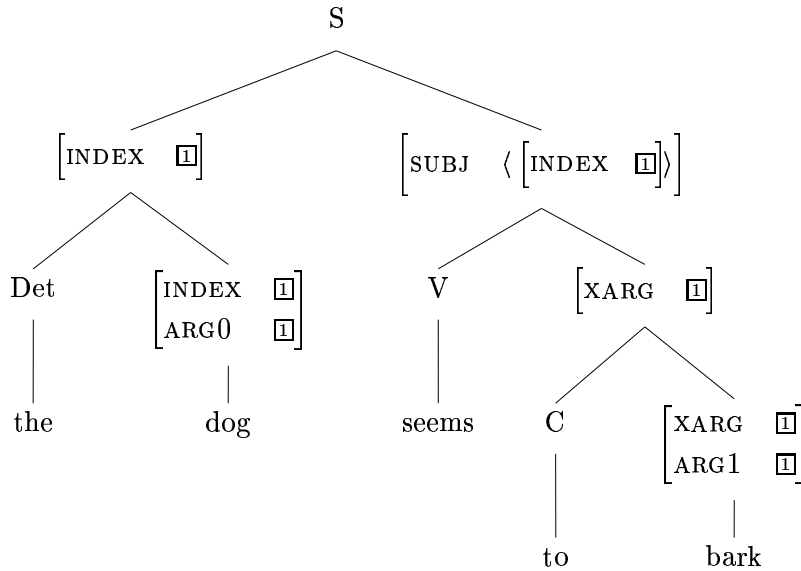 S
[INDEX 1] [SUBJ ⟨ [INDEX 1]⟩]
Det [INDEX 1 V [XARG 1]
ARG0 1]
the dog seems C [XARG 1
ARG1 1]
to bark